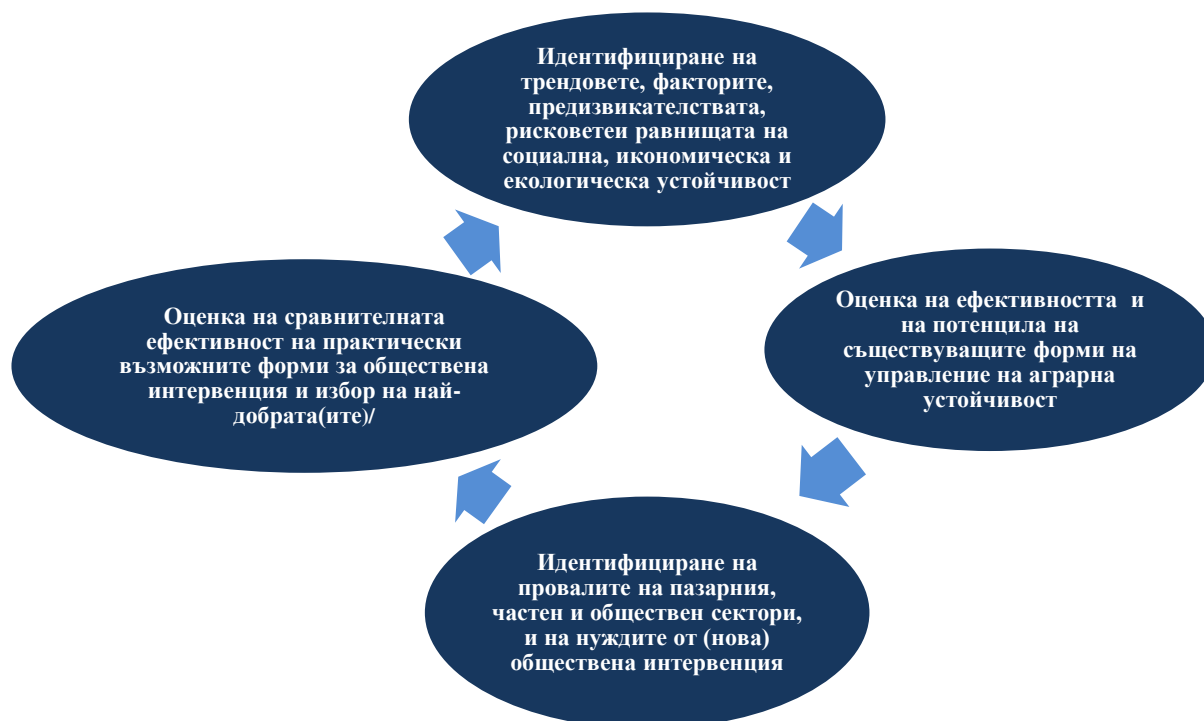 Идентифициране на
трендовете, факторите,
предизвикателствата,
рисковетеи равнищата на
социална, икономическа и
екологическа устойчивост
Оценка на ефективността и
на потенцила на
съществуващите форми на
управление на аграрна
устойчивост
Идентифициране на
провалите на пазарния,
частен и обществен сектори,
и на нуждите от (нова)
обществена интервенция
Оценка на сравнителната
ефективност на практически
възможните форми за обществена
интервенция и избор на най-
добрата(ите)/